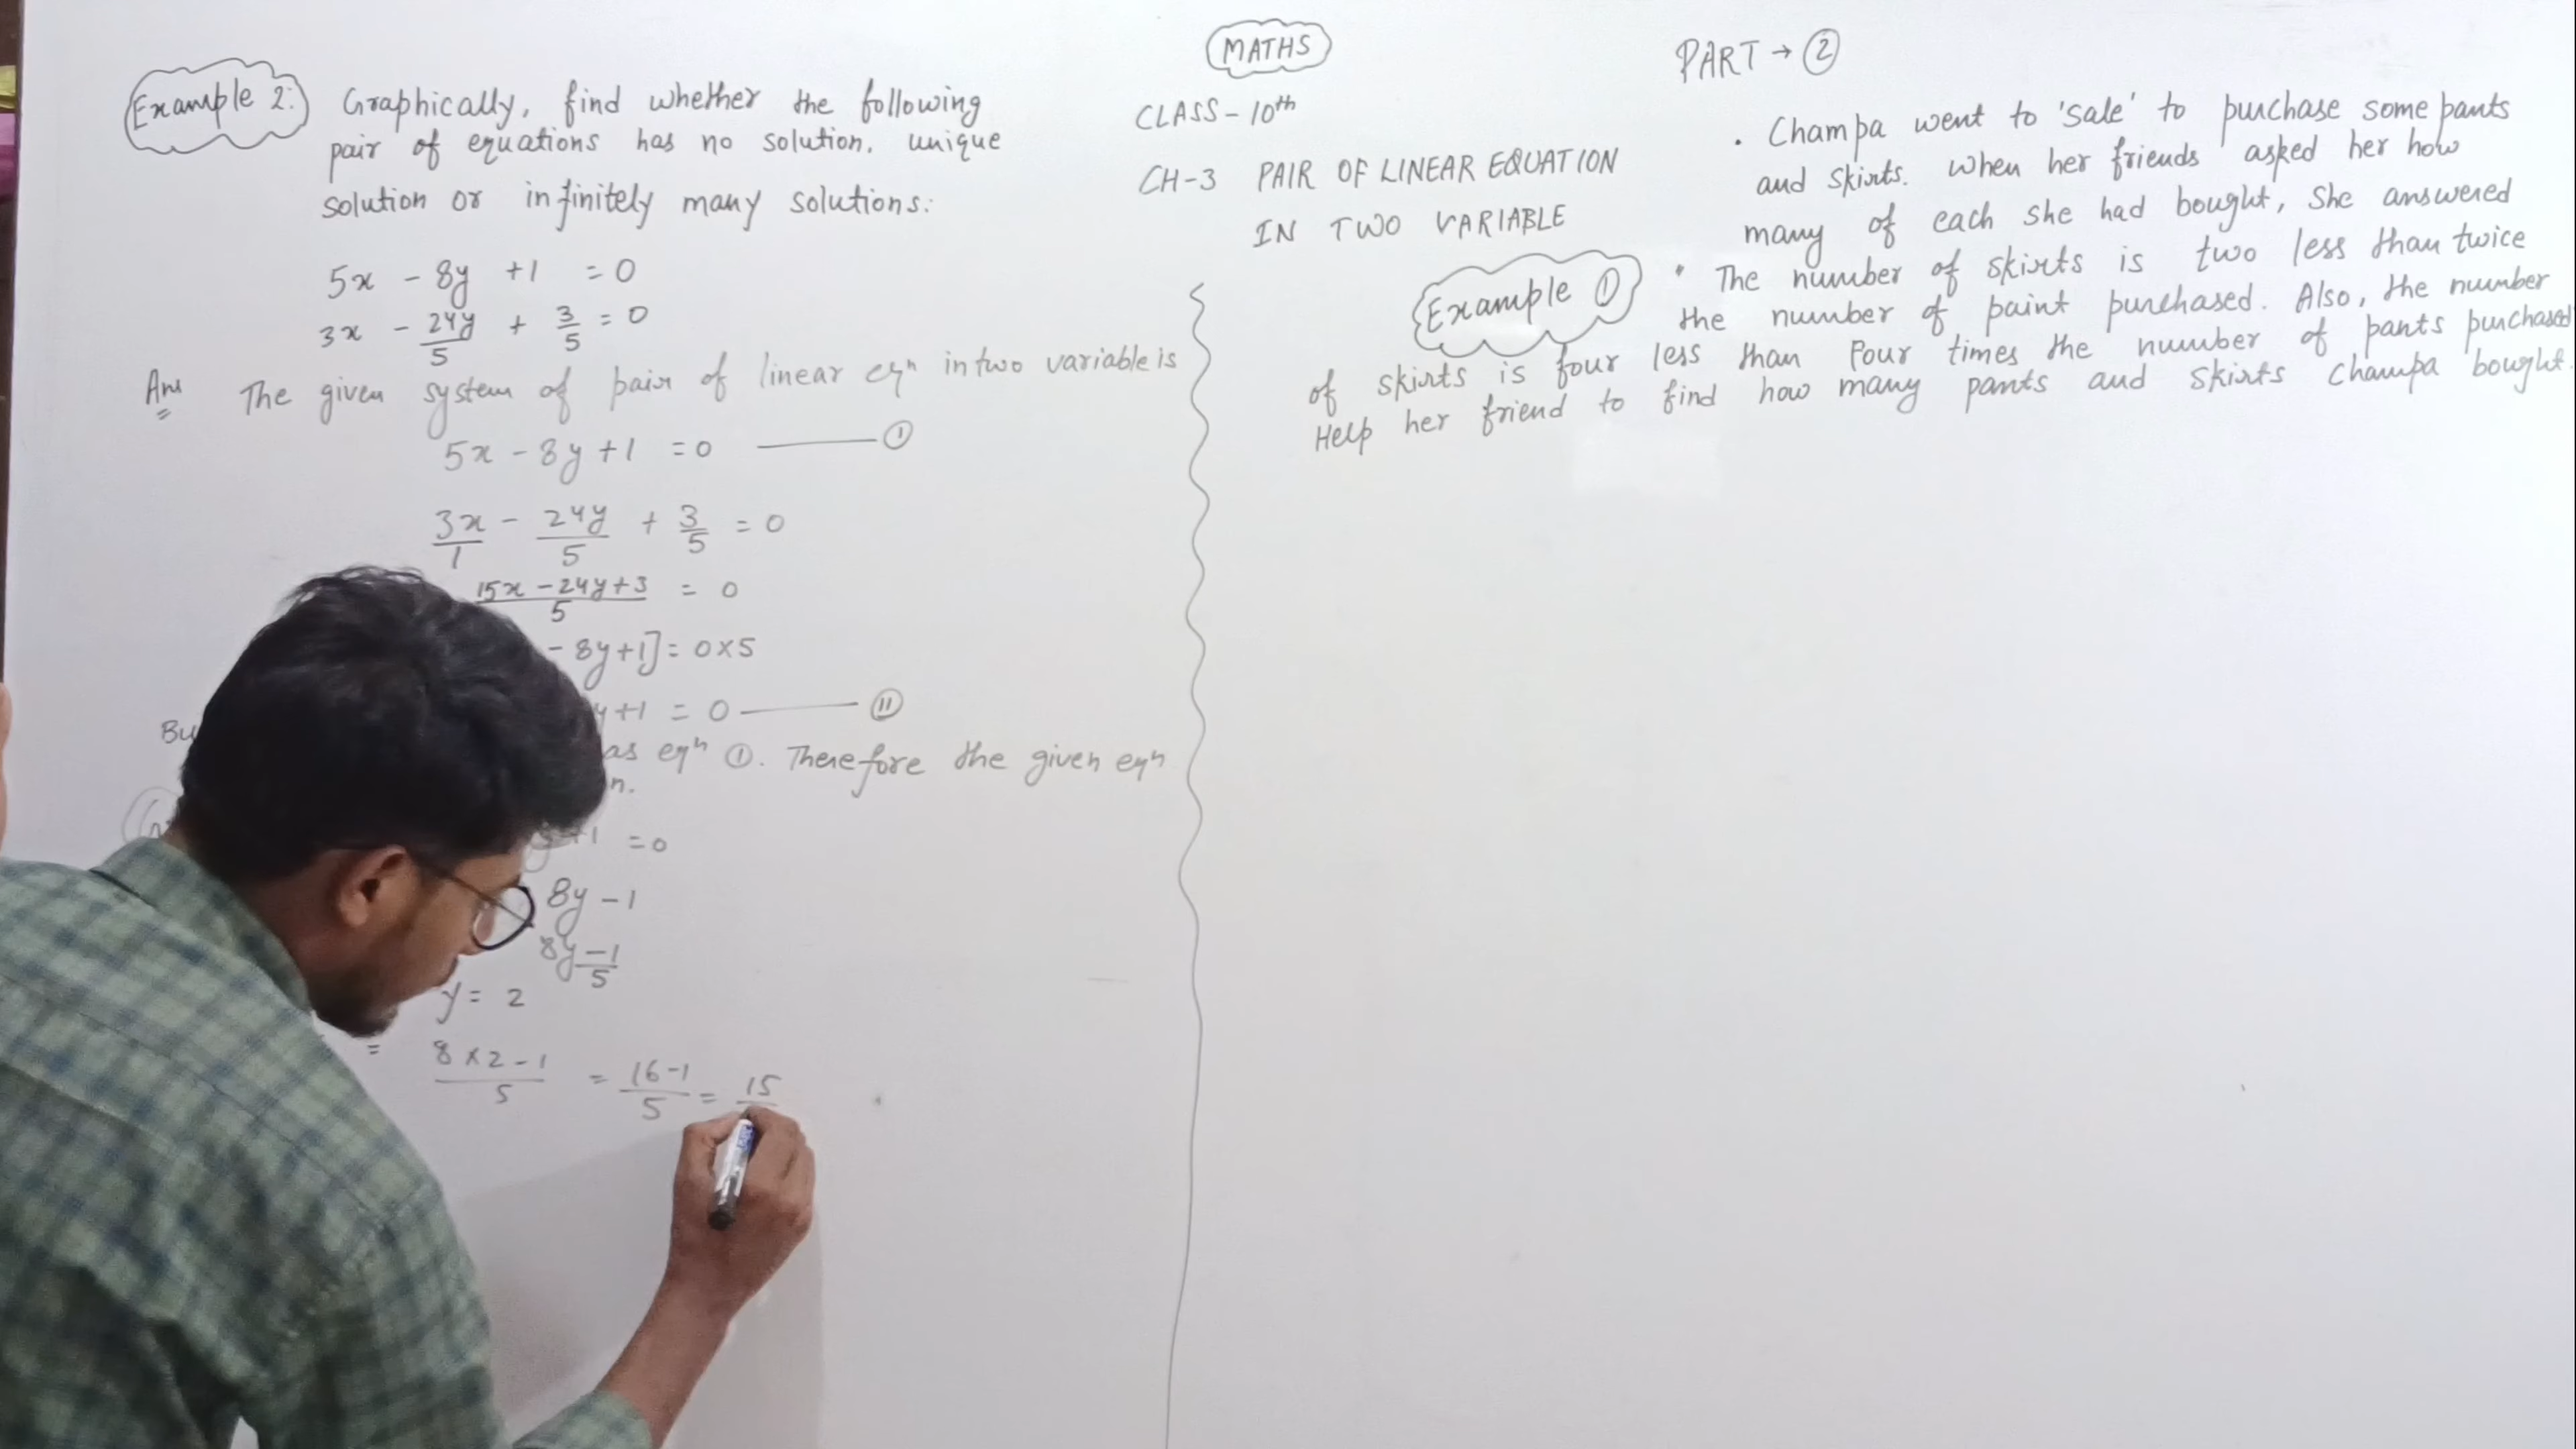 MATHS
CLASS - 10th
CH-3 PAIR OF LINEAR EQUATION
IN TWO VARIABLE
Example 2:
Graphically, find whether the following
pair of equations has no solution, unique
solution or infinitely many solutions:
5x - 8y + 1 = 0
3x - 24y/5 + 3/5 = 0
Ans The given system of pair of linear eqn in two variable is
5x - 8y + 1 = 0 ——— (I)
3x/1 - 24y/5 + 3/5 = 0
15x - 24y + 3 / 5 = 0
- 8y + 1] = 0 × 5
y + 1 = 0 ——— (II)
as eqn (1). Therefore the given eqn
+1 = 0
8y - 1
8y - 1 / 5
y = 2
= 8 × 2 - 1 / 5 = 16 - 1 / 5 = 15
PART → (2)
• Champa went to 'sale' to purchase some pants
and skirts. When her friends asked her how
many of each she had bought, She answered
Example (1)
" The number of skirts is two less than twice
the number of paint purchased. Also, the number
of skirts is four less than Four times the number of pants purchased
Help her friend to find how many pants and skirts champa bought.